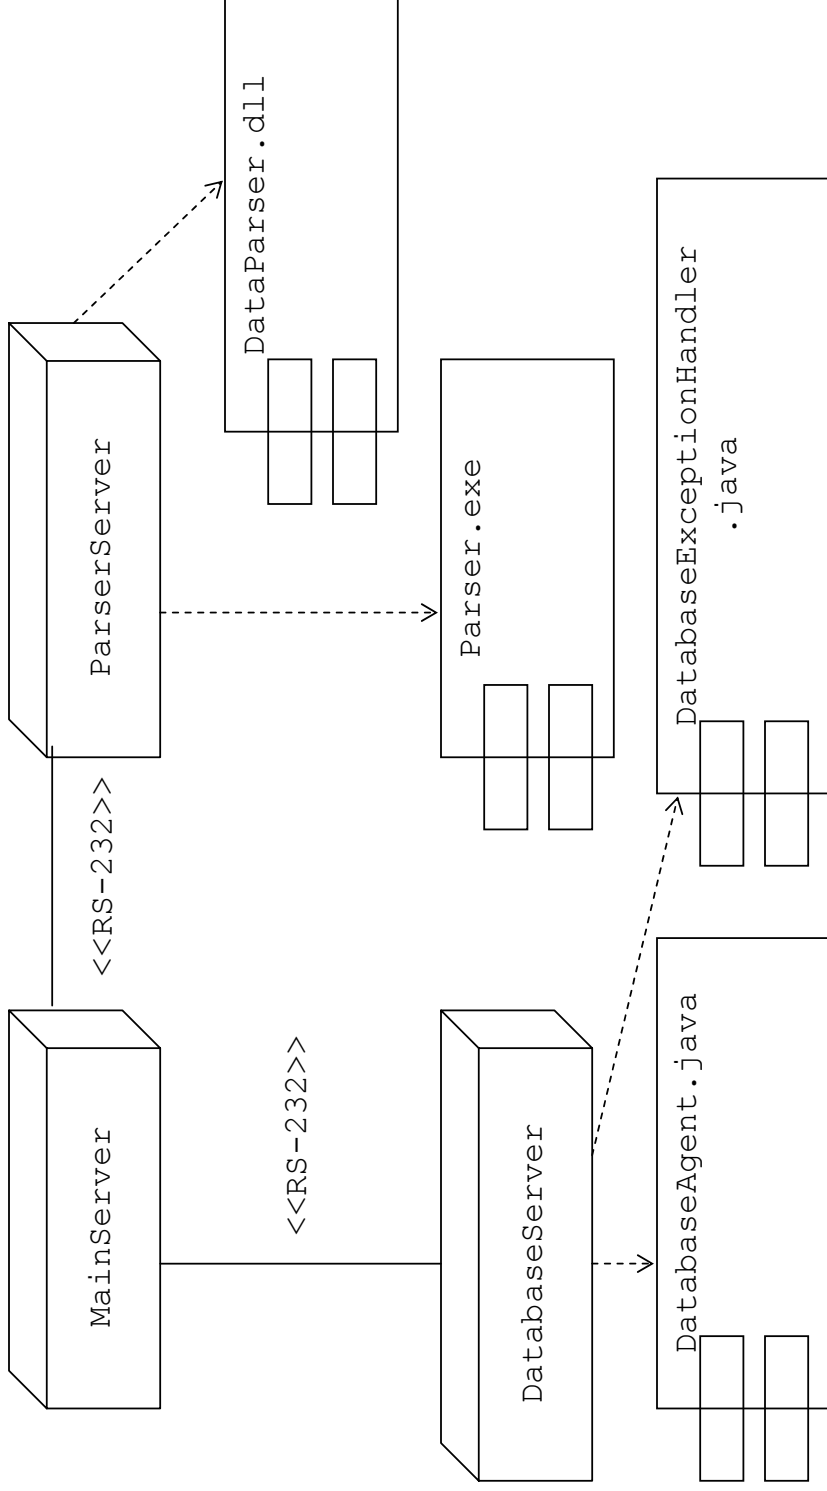 MainServer
<<RS-232>>
ParserServer
DataParser.dll
<<RS-232>>
Parser.exe
DatabaseServer
DatabaseAgent.java
DatabaseExceptionHandler
.java